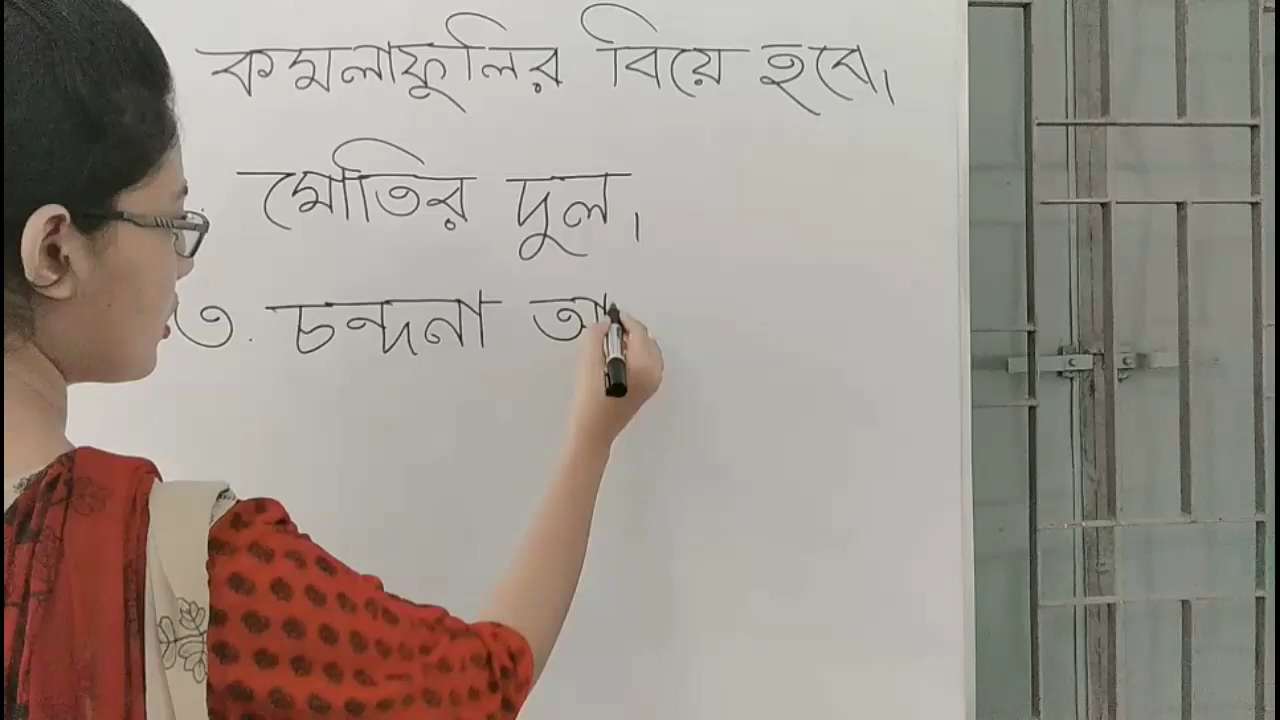 কমলাফুলির বিয়ে হবে।
মোতির দুল।
৩. চন্দনা আ